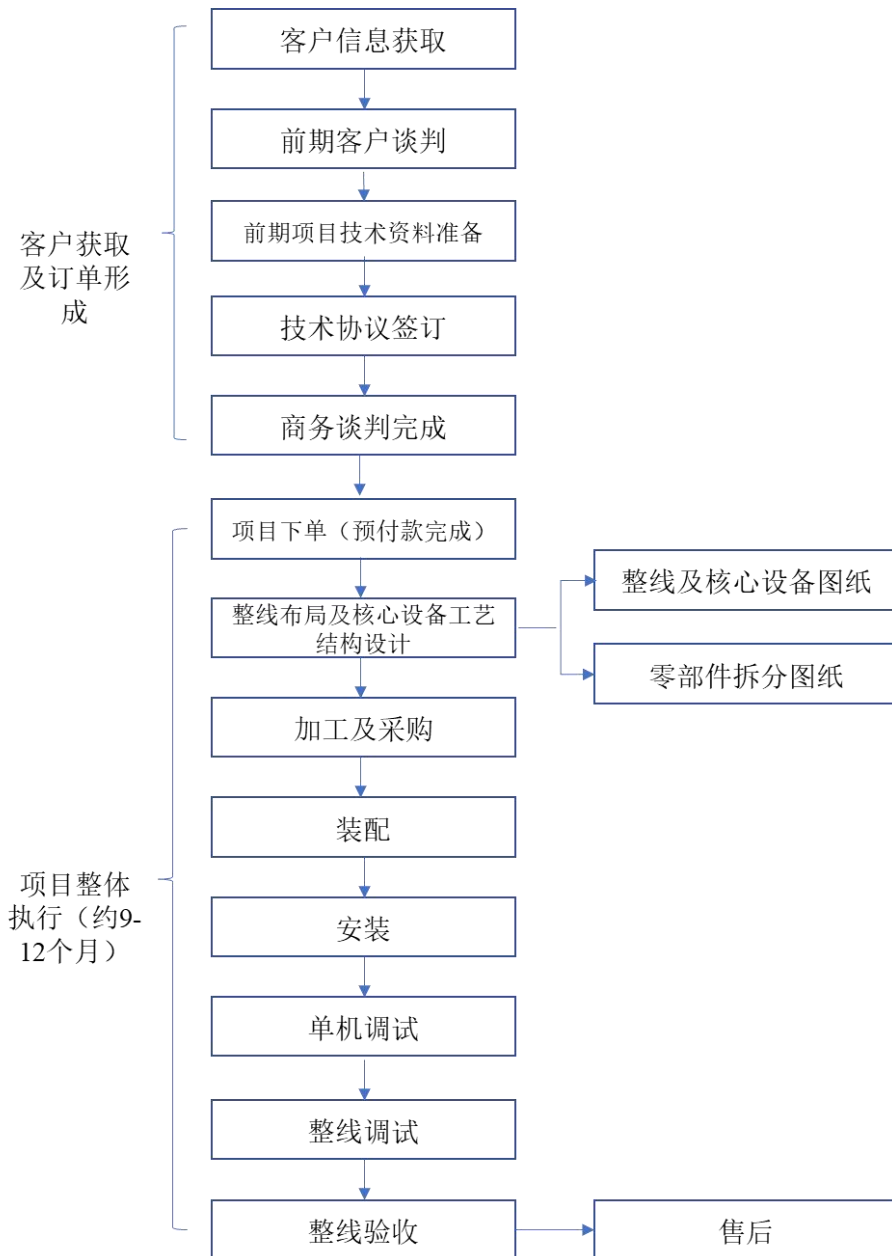 客户信息获取
前期客户谈判
前期项目技术资料准备
客户获取
及订单形
成
技术协议签订
商务谈判完成
项目下单（预付款完成）
整线布局及核心设备工艺
结构设计
整线及核心设备图纸
零部件拆分图纸
加工及采购
装配
项目整体
执行（约9-
12个月）
安装
单机调试
整线调试
整线验收
售后